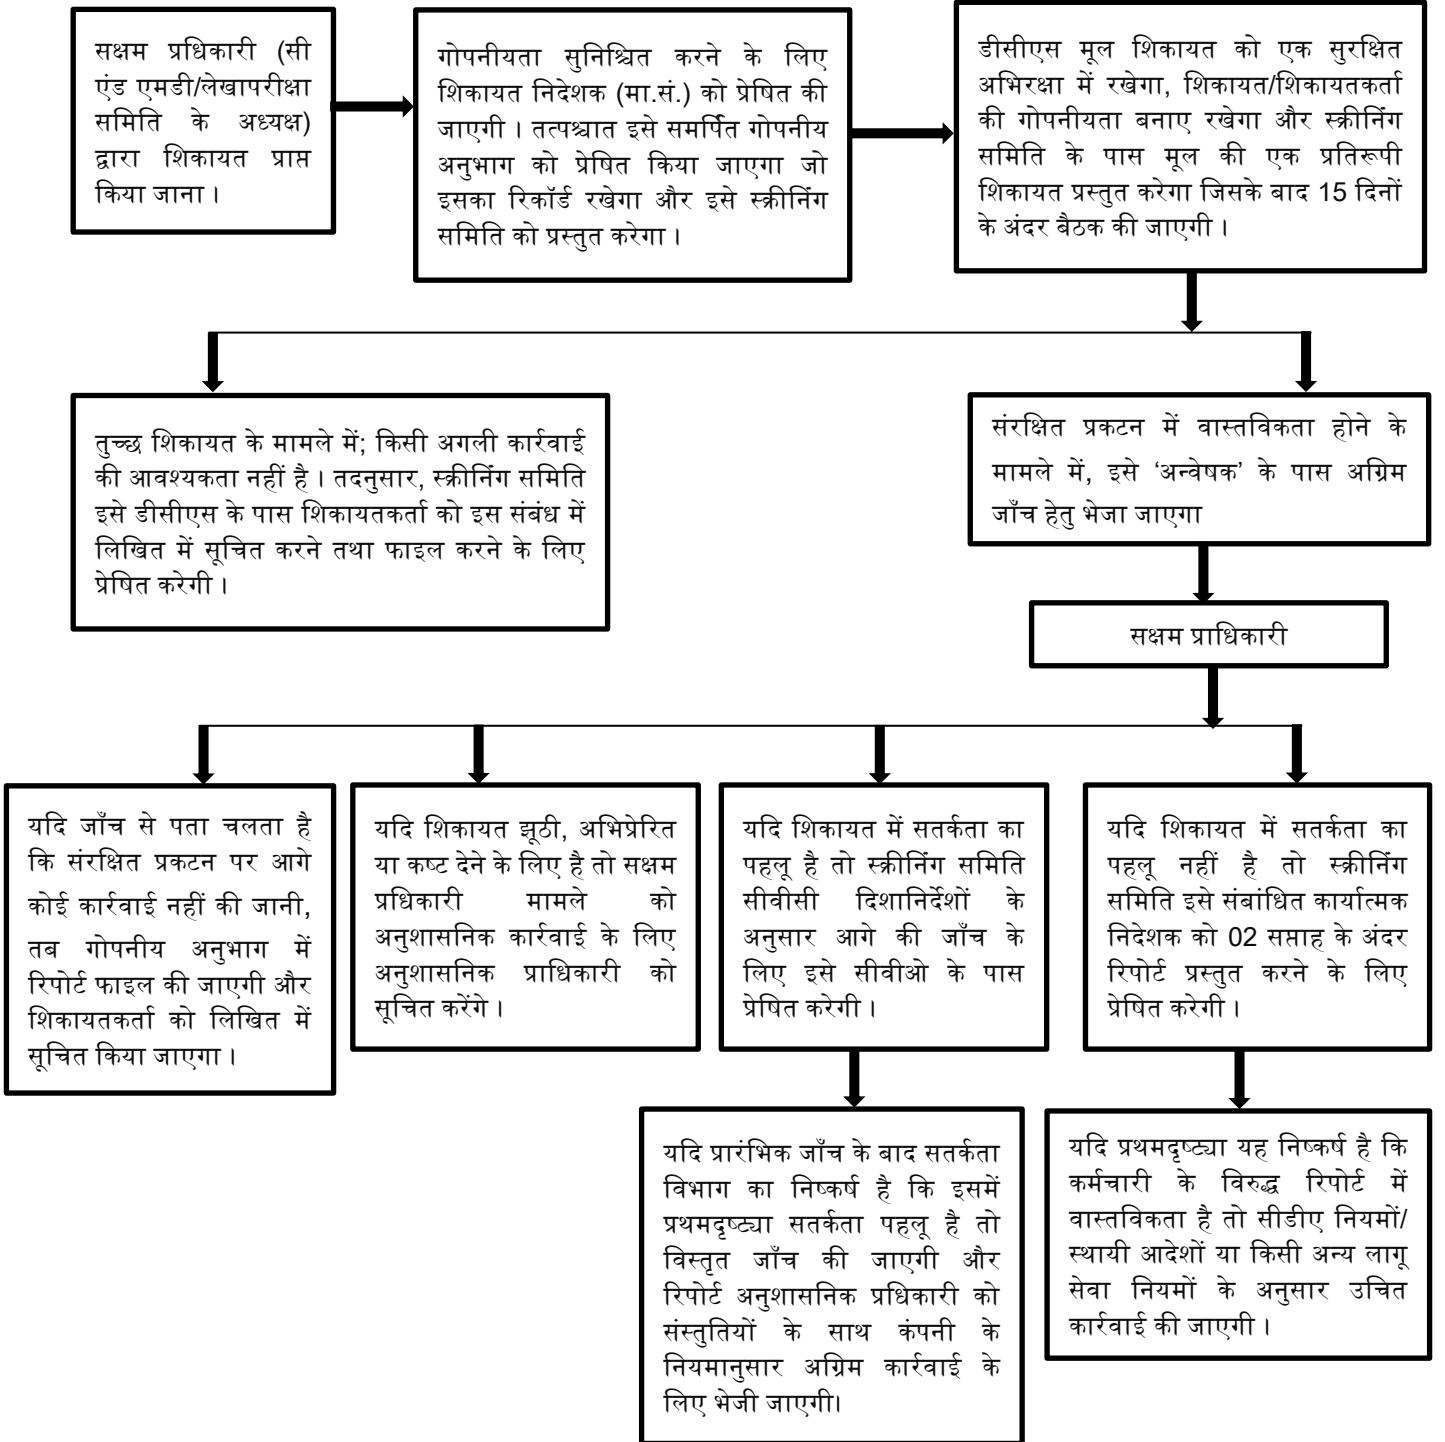 सक्षम प्रधिकारी (सी
एंड एमडी/लेखापरीक्षा
समिति के अध्यक्ष)
द्वारा शिकायत प्राप्त
किया जाना ।
गोपनीयता सुनिश्चित करने के लिए
शिकायत निदेशक (मा.सं.) को प्रेषित की
जाएगी । तत्पश्चात इसे समर्पित गोपनीय
अनुभाग को प्रेषित किया जाएगा जो
इसका रिकॉर्ड रखेगा और इसे स्क्रीनिंग
समिति को प्रस्तुत करेगा ।
डीसीएस मूल शिकायत को एक सुरक्षित
अभिरक्षा में रखेगा, शिकायत/शिकायतकर्ता
की गोपनीयता बनाए रखेगा और स्क्रीनिंग
समिति के पास मूल की एक प्रतिरूपी
शिकायत प्रस्तुत करेगा जिसके बाद 15 दिनों
के अंदर बैठक की जाएगी ।
तुच्छ शिकायत के मामले में; किसी अगली कार्रवाई
की आवश्यकता नहीं है । तदनुसार, स्क्रीनिंग समिति
इसे डीसीएस के पास शिकायतकर्ता को इस संबंध में
लिखित में सूचित करने तथा फाइल करने के लिए
प्रेषित करेगी ।
संरक्षित प्रकटन में वास्तविकता होने के
मामले में, इसे ‘अन्वेषक’ के पास अग्रिम
जाँच हेतु भेजा जाएगा
सक्षम प्राधिकारी
यदि जाँच से पता चलता है
कि संरक्षित प्रकटन पर आगे
कोई कार्रवाई नहीं की जानी,
तब गोपनीय अनुभाग में
रिपोर्ट फाइल की जाएगी और
शिकायतकर्ता को लिखित में
सूचित किया जाएगा ।
यदि शिकायत झूठी, अभिप्रेरित
या कष्ट देने के लिए है तो सक्षम
प्रधिकारी मामले को
अनुशासनिक कार्रवाई के लिए
अनुशासनिक प्राधिकारी को
सूचित करेंगे ।
यदि शिकायत में सतर्कता का
पहलू है तो स्क्रीनिंग समिति
सीवीसी दिशानिर्देशों के
अनुसार आगे की जाँच के
लिए इसे सीवीओ के पास
प्रेषित करेगी ।
यदि शिकायत में सतर्कता का
पहलू नहीं है तो स्क्रीनिंग
समिति इसे संबांधित कार्यात्मक
निदेशक को 02 सप्ताह के अंदर
रिपोर्ट प्रस्तुत करने के लिए
प्रेषित करेगी ।
यदि प्रारंभिक जाँच के बाद सतर्कता
विभाग का निष्कर्ष है कि इसमें
प्रथमदृष्ट्या सतर्कता पहलू है तो
विस्तृत जाँच की जाएगी और
रिपोर्ट अनुशासनिक प्रधिकारी को
संस्तुतियों के साथ कंपनी के
नियमानुसार अग्रिम कार्रवाई के
लिए भेजी जाएगी।
यदि प्रथमदृष्ट्या यह निष्कर्ष है कि
कर्मचारी के विरुद्ध रिपोर्ट में
वास्तविकता है तो सीडीए नियमों/
स्थायी आदेशों या किसी अन्य लागू
सेवा नियमों के अनुसार उचित
कार्रवाई की जाएगी ।